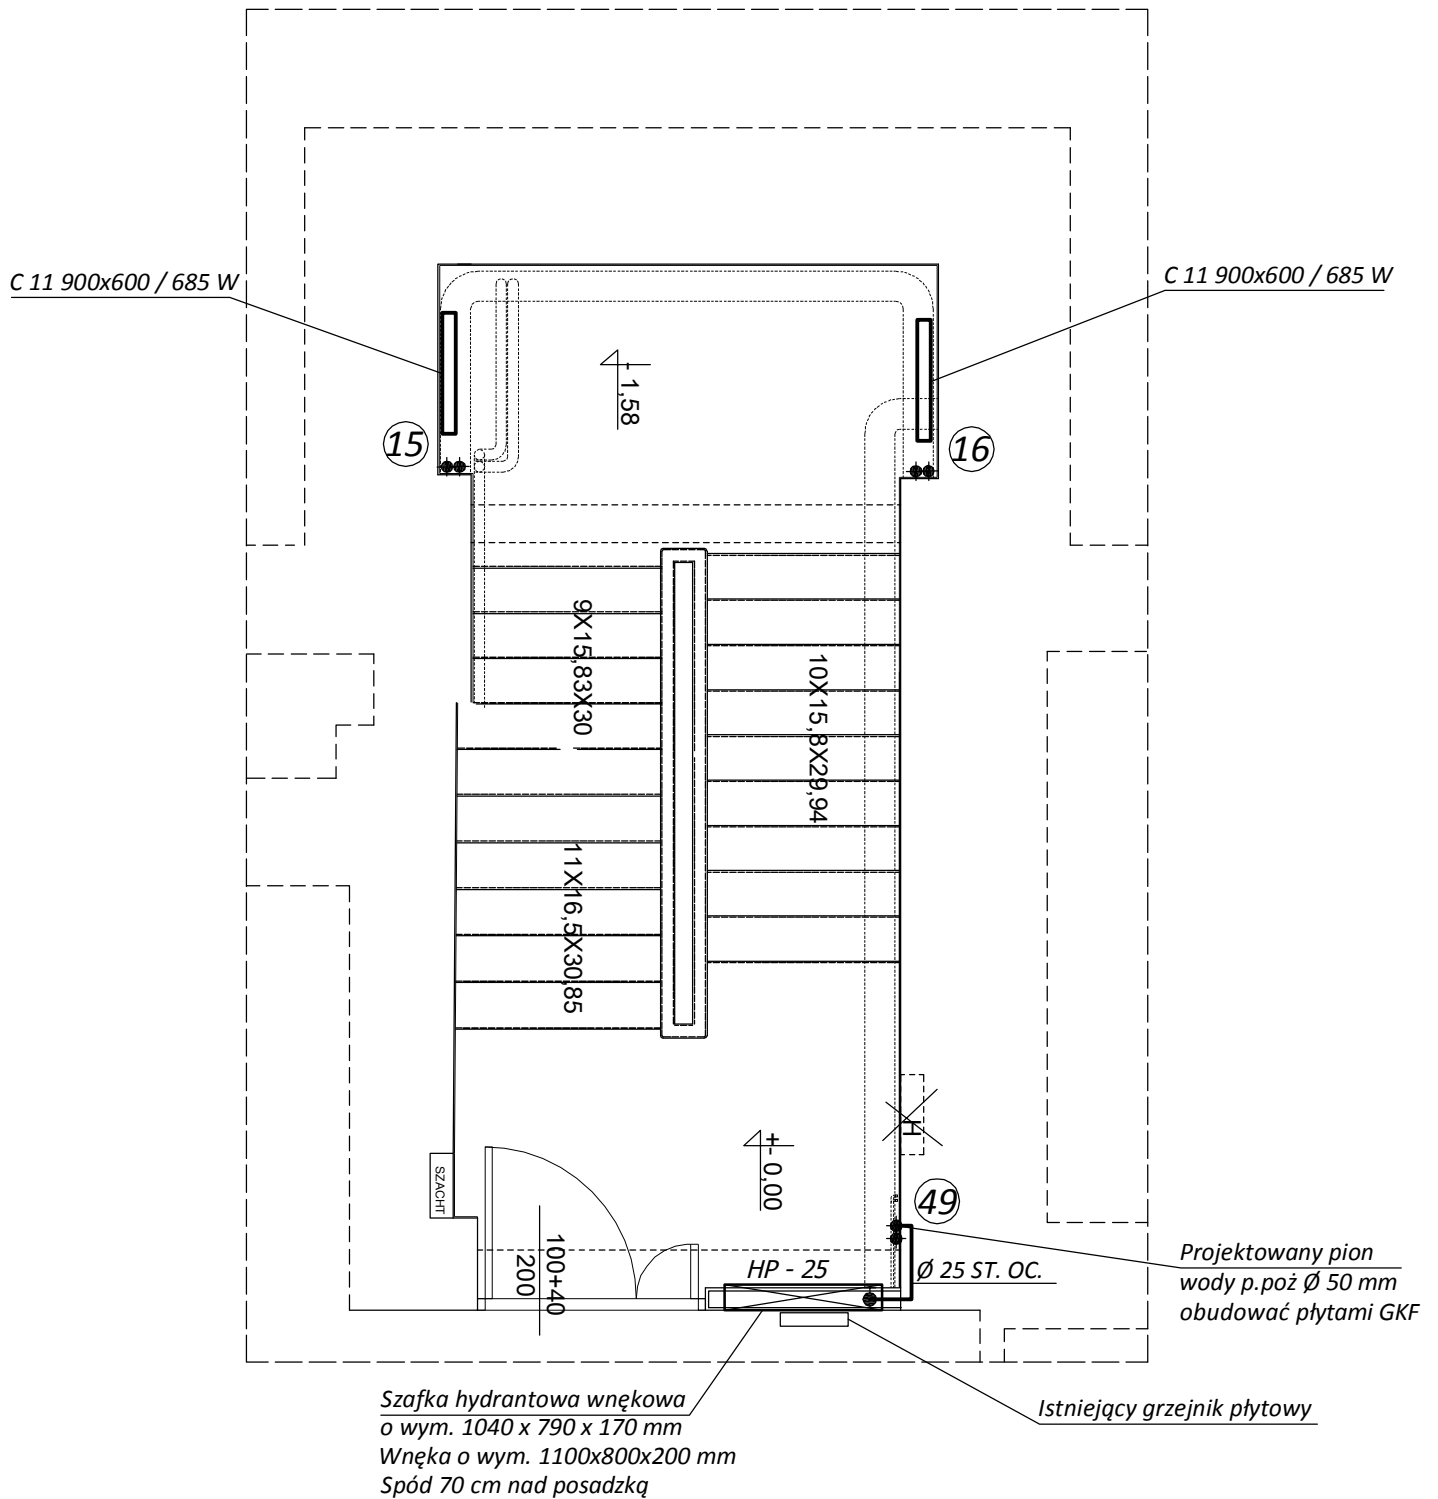 C 11 900x600 / 685 W
C 11 900x600 / 685 W
- 1,58
15
16
9X15,83X30
10X15,8X29,94
11X16,5X30,85
H
+- 0,00
SZACHT
49
100+40
200
HP - 25
Ø 25 ST. OC.
Projektowany pion
wody p.poż Ø 50 mm
obudować płytami GKF
Szafka hydrantowa wnękowa
o wym. 1040 x 790 x 170 mm
Wnęka o wym. 1100x800x200 mm
Spód 70 cm nad posadzką
Istniejący grzejnik płytowy